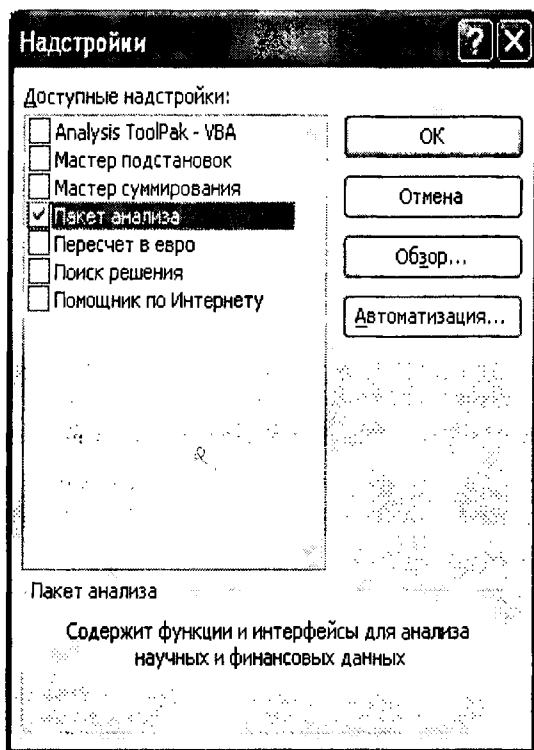 Надстройки
Доступные надстройки:
Analysis ToolPak - VBA
Мастер подстановок
Мастер суммирования
Пакет анализа
Пересчет в евро
Поиск решения
Помощник по Интернету
ОК
Отмена
Обзор...
Автоматизация...
Пакет анализа
Содержит функции и интерфейсы для анализа
научных и финансовых данных